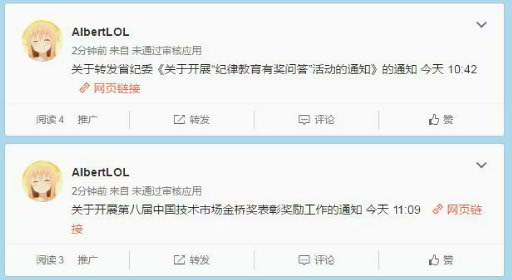 AlbertLOL
2分钟前 来自 未通过审核应用
关于转发省纪委《关于开展“纪律教育有奖问答”活动的通知》的通知 今天 10:42
网页链接
阅读 4 推广 转发 评论 赞
AlbertLOL
2分钟前 来自 未通过审核应用
关于开展第八届中国技术市场金桥奖表彰奖励工作的通知 今天 11:09 网页链
接
阅读 3 推广 转发 评论 赞